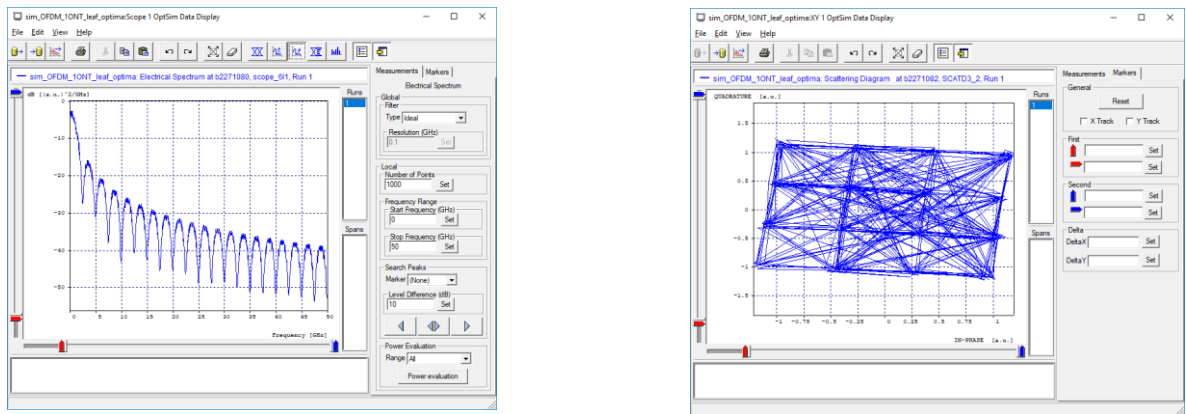 sim_OFDM_1ONT_leaf_optima:Scope 1 OptSim Data Display
File Edit View Help
sim_OFDM_1ONT_leaf_optima: Electrical Spectrum at b2271080, scope_6I1, Run 1
dB [(a.u.)^2/GHz]
0
-10
-20
-30
-40
-50
0 5 10 15 20 25 30 35 40 45 50
Frequency [GHz]
Runs
1
Spans
Measurements Markers
Electrical Spectrum
Global
Filter
Type Ideal
Resolution (GHz)
0.1 Set
Local
Number of Points
1000 Set
Frequency Range
Start Frequency (GHz)
0 Set
Stop Frequency (GHz)
50 Set
Search Peaks
Marker (None)
Level Difference (dB)
10 Set
Power Evaluation
Range All
Power evaluation
sim_OFDM_1ONT_leaf_optima:XY 1 OptSim Data Display
File Edit View Help
sim_OFDM_1ONT_leaf_optima: Scattering Diagram at b2271082, SCATD3_2, Run 1
QUADRATURE [a.u.]
1.5
1
0.5
0
-0.5
-1
-1.5
-1 -0.75 -0.5 -0.25 0 0.25 0.5 0.75 1
IN-PHASE [a.u.]
Runs
1
Spans
Measurements Markers
General
Reset
X Track Y Track
First
Set
Set
Second
Set
Set
Delta
DeltaX Set
DeltaY Set